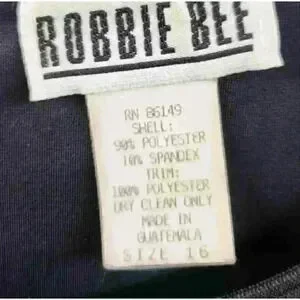 ROBBIE BEE
RN 86149
SHELL:
90% POLYESTER
10% SPANDEX
TRIM:
100% POLYESTER
DRY CLEAN ONLY
MADE IN
GUATEMALA
SIZE 16